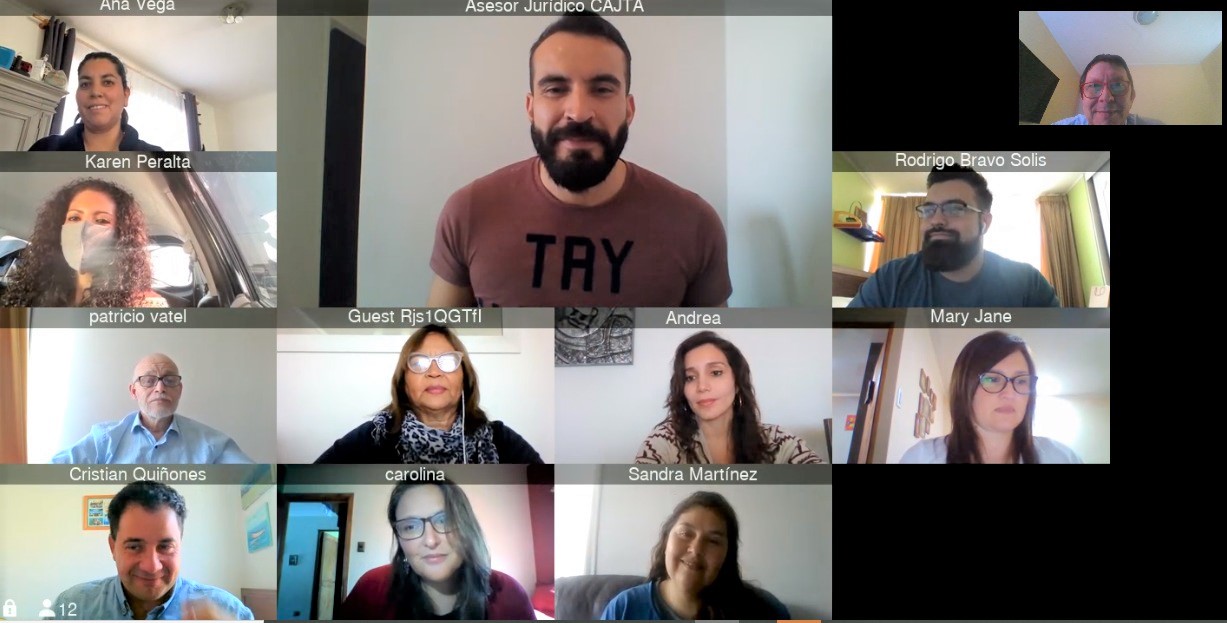 Ana Vega
Asesor Jurídico CAJTA
Karen Peralta
Rodrigo Bravo Solis
TAY
patricio vatel
Guest Rjs1QGTfI
Andrea
Mary Jane
Cristian Quiñones
carolina
Sandra Martínez
12